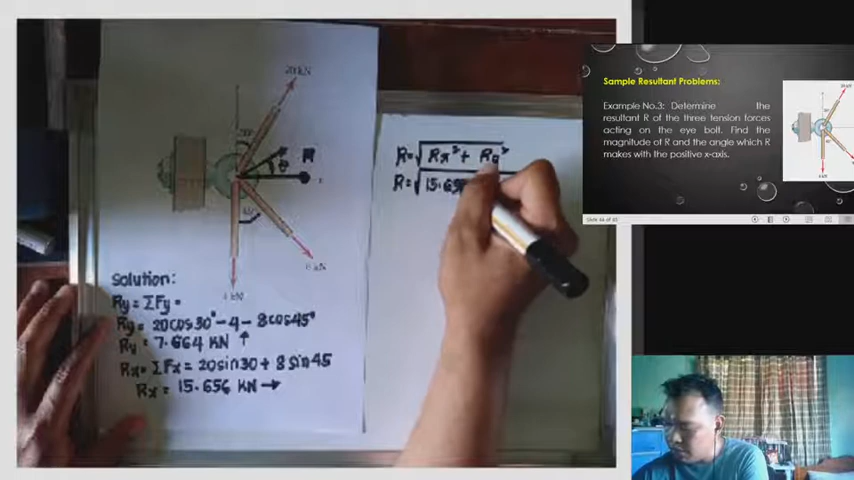 20 kN
30°
R
θ
x
45°
8 kN
4 kN
Solution:
Ry = ΣFy =
Ry = 20cos30° - 4 - 8cos45°
Ry = 7.664 KN ↑
Rx = ΣFx = 20sin30 + 8sin45
Rx = 15.656 KN →
R = √Rx² + Ry²
R = √15.656
Sample Resultant Problems:
Example No.3: Determine the
resultant R of the three tension forces
acting on the eye bolt. Find the
magnitude of R and the angle which R
makes with the positive x-axis.